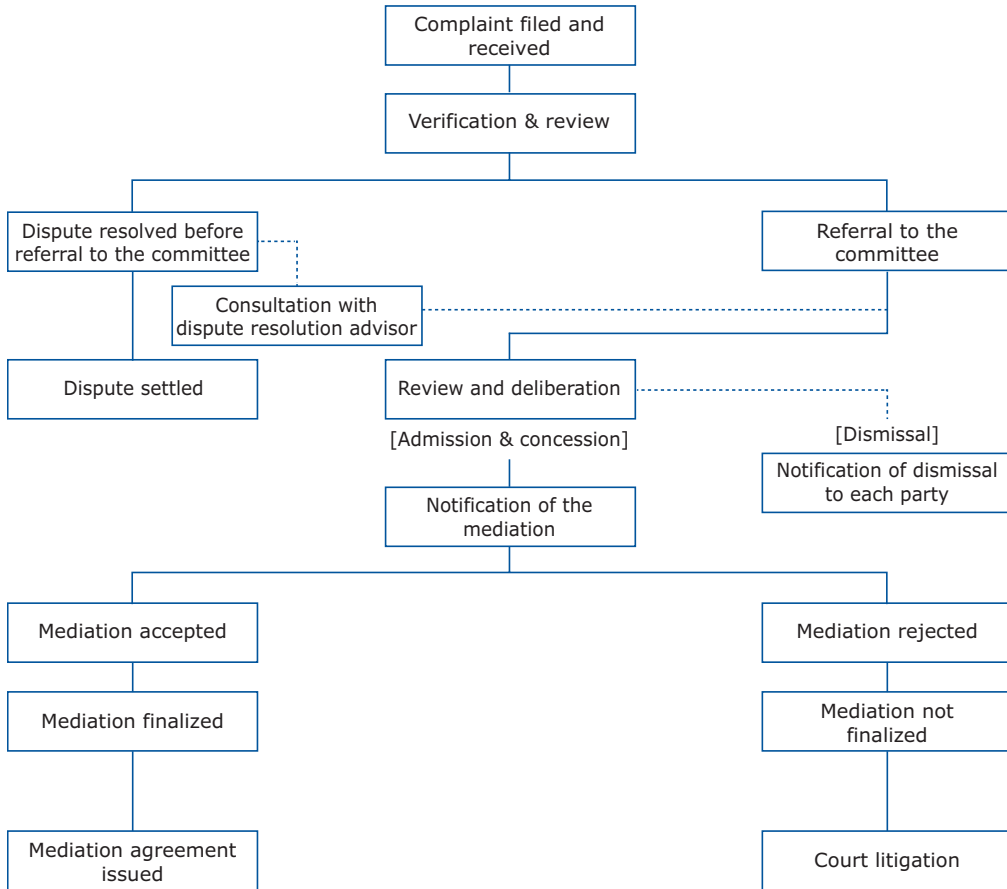 Complaint filed and
received
Verification & review
Dispute resolved before
referral to the committee
Referral to the
committee
Consultation with
dispute resolution advisor
Dispute settled
Review and deliberation
[Admission & concession]
[Dismissal]
Notification of dismissal
to each party
Notification of the
mediation
Mediation accepted
Mediation rejected
Mediation finalized
Mediation not
finalized
Mediation agreement
issued
Court litigation